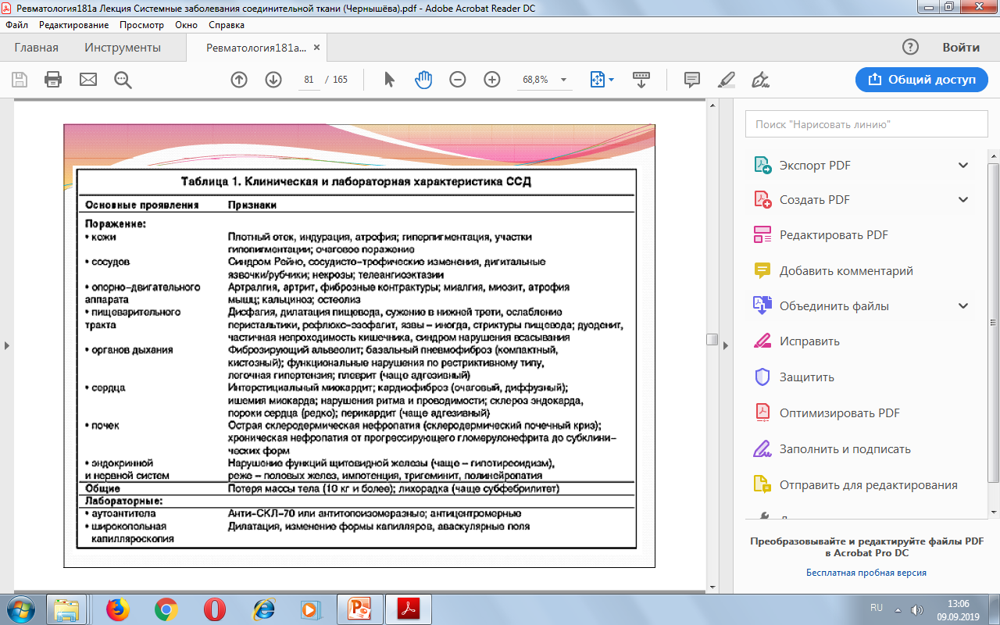 Ревматология181а Лекция Системные заболевания соединительной ткани (Чернышёва).pdf - Adobe Acrobat Reader DC
Файл Редактирование Просмотр Окно Справка
Главная Инструменты Ревматология181а... × ? Войти
81 / 165 68,8% Общий доступ
Таблица 1. Клиническая и лабораторная характеристика ССД
Основные проявления Признаки
Поражение:
• кожи Плотный отек, индурация, атрофия; гиперпигментация, участки
гипопигментации; очаговое поражение
• сосудов Синдром Рейно, сосудисто-трофические изменения, дигитальные
язвочки/рубчики; некрозы; телеангиоэктазии
• опорно-двигательного Артралгия, артрит, фиброзные контрактуры; миалгия, миозит, атрофия
аппарата мышц; кальциноз; остеолиз
• пищеварительного Дисфагия, дилатация пищевода, сужение в нижней трети, ослабление
тракта перистальтики, рефлюкс-эзофагит, язвы – иногда, структуры пищевода; дуоденит,
частичная непроходимость кишечника, синдром нарушения всасывания
• органов дыхания Фиброзирующий альвеолит; базальный пневмофиброз (компактный,
кистозный); функциональные нарушения по рестриктивному типу,
легочная гипертензия; плеврит (чаще адгезивный)
• сердца Интерстициальный миокардит; кардиофиброз (очаговый, диффузный);
ишемия миокарда; нарушения ритма и проводимости; склероз эндокарда,
пороки сердца (редко); перикардит (чаще адгезивный)
• почек Острая склеродермическая нефропатия (склеродермический почечный криз);
хроническая нефропатия от прогрессирующего гломерулонефрита до субклини-
ческих форм
• эндокринной Нарушение функций щитовидной железы (чаще – гипотиреоидизм),
и нервной систем реже – половых желез, импотенция, тригеминит, полинейропатия
Общие Потеря массы тела (10 кг и более); лихорадка (чаще субфебрилитет)
Лабораторные:
• аутоантитела Анти-СКЛ-70 или антитопоизомеразные; антицентромерные
• широкопольная Дилатация, изменение формы капилляров, аваскулярные поля
капилляроскопия
Поиск "Нарисовать линию"
Экспорт PDF
Создать PDF
Редактировать PDF
Добавить комментарий
Объединить файлы
Исправить
Защитить
Оптимизировать PDF
Заполнить и подписать
Отправить для редактирования
Преобразовывайте и редактируйте файлы PDF
в Acrobat Pro DC
Бесплатная пробная версия
RU 13:06
09.09.2019